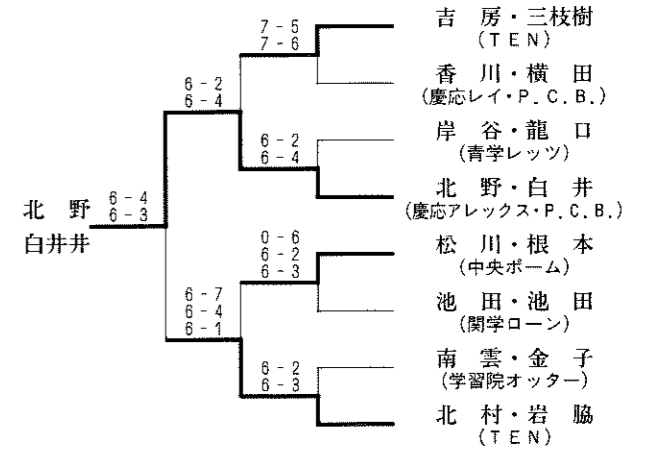 7-5
7-6
吉 房・三枝樹
(TEN)
香 川・横 田
(慶応レイ・P.C.B.)
6-2
6-4
岸 谷・龍 口
(青学レッツ)
6-2
6-4
北 野・白 井
(慶応アレックス・P.C.B.)
北 野
白井井
6-4
6-3
0-6
6-2
6-3
松 川・根 本
(中央ポーム)
池 田・池 田
(関学ローン)
6-7
6-4
6-1
南 雲・金 子
(学習院オッター)
6-2
6-3
北 村・岩 脇
(TEN)